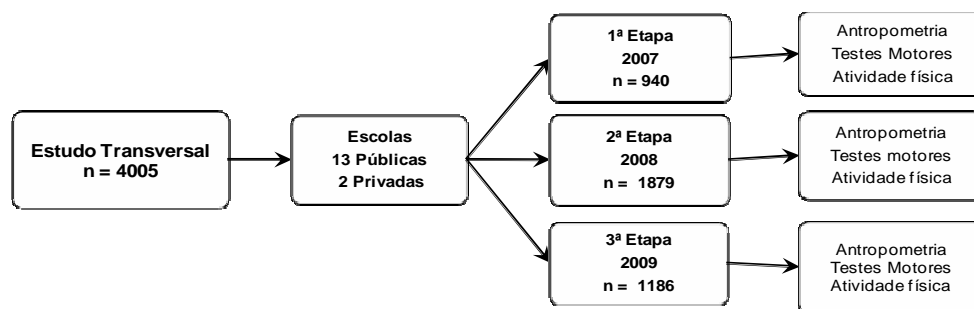 Estudo Transversal
n = 4005
Escolas
13 Públicas
2 Privadas
1ª Etapa
2007
n = 940
Antropometria
Testes Motores
Atividade física
2ª Etapa
2008
n = 1879
Antropometria
Testes motores
Atividade física
3ª Etapa
2009
n = 1186
Antropometria
Testes Motores
Atividade física